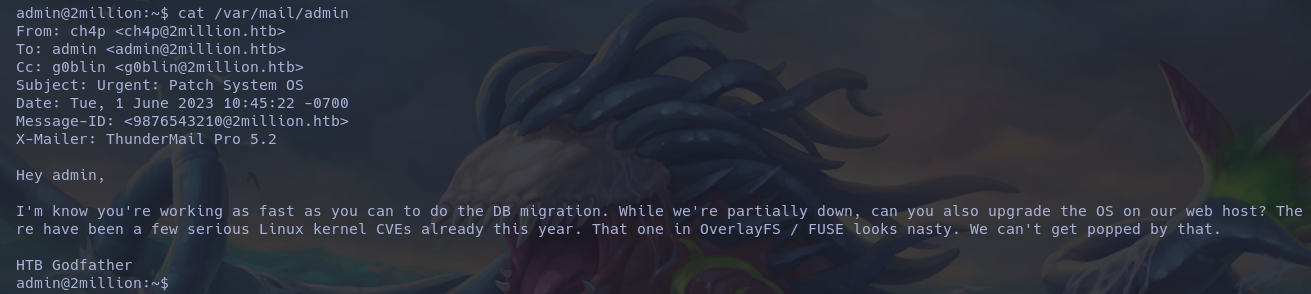 admin@2million:~$ cat /var/mail/admin
From: ch4p <ch4p@2million.htb>
To: admin <admin@2million.htb>
Cc: g0blin <g0blin@2million.htb>
Subject: Urgent: Patch System OS
Date: Tue, 1 June 2023 10:45:22 -0700
Message-ID: <9876543210@2million.htb>
X-Mailer: ThunderMail Pro 5.2
Hey admin,
I'm know you're working as fast as you can to do the DB migration. While we're partially down, can you also upgrade the OS on our web host? The
re have been a few serious Linux kernel CVEs already this year. That one in OverlayFS / FUSE looks nasty. We can't get popped by that.
HTB Godfather
admin@2million:~$